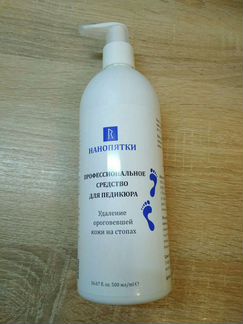 НАНОПЯТКИ
ПРОФЕССИОНАЛЬНОЕ
СРЕДСТВО
ДЛЯ ПЕДИКЮРА
Удаление
ороговевшей
кожи на стопах
16.67 fl. oz. 500 мл/ml ℮